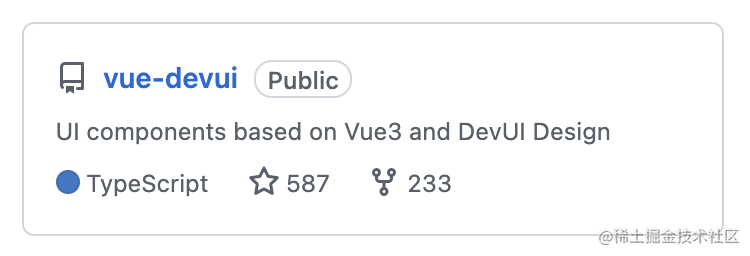 vue-devui Public
UI components based on Vue3 and DevUI Design
TypeScript 587 233
@稀土掘金技术社区